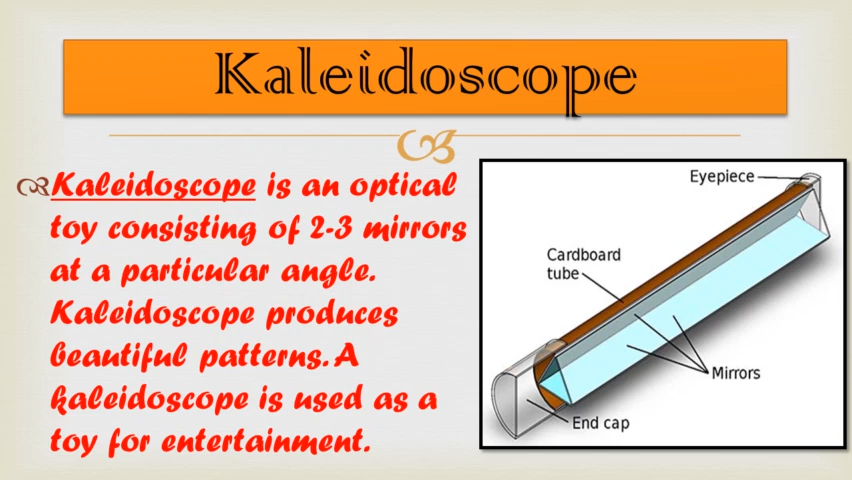 Kaleidoscope
Kaleidoscope is an optical
toy consisting of 2-3 mirrors
at a particular angle.
Kaleidoscope produces
beautiful patterns. A
kaleidoscope is used as a
toy for entertainment.
Eyepiece
Cardboard
tube
Mirrors
End cap